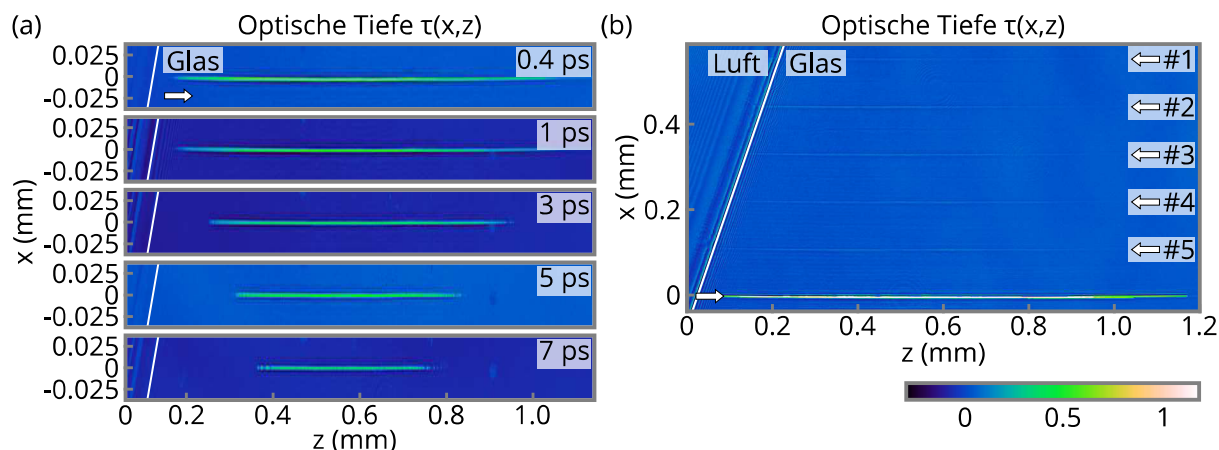 (a) Optische Tiefe τ(x,z)
0.025
0
-0.025
Glas
0.4 ps
0.025
0
-0.025
1 ps
0.025
0
-0.025
3 ps
0.025
0
-0.025
5 ps
0.025
0
-0.025
7 ps
x (mm)
0 0.2 0.4 0.6 0.8 1.0
z (mm)
(b) Optische Tiefe τ(x,z)
Luft Glas
#1
#2
#3
#4
#5
0.4
0.2
0
x (mm)
0 0.2 0.4 0.6 0.8 1.0 1.2
z (mm)
0 0.5 1